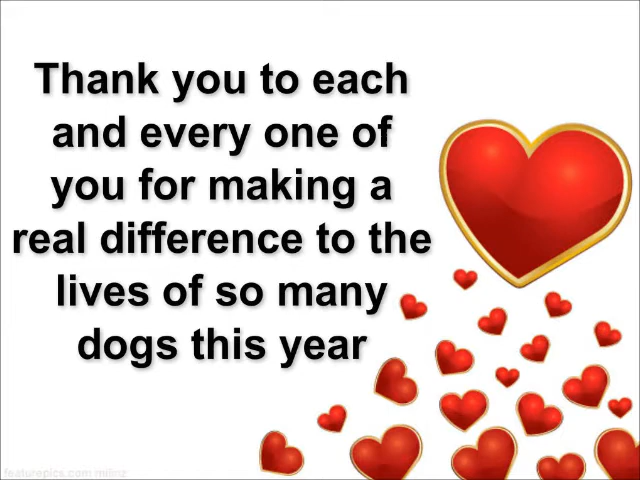 Thank you to each
and every one of
you for making a
real difference to the
lives of so many
dogs this year
featurepics.com milmz